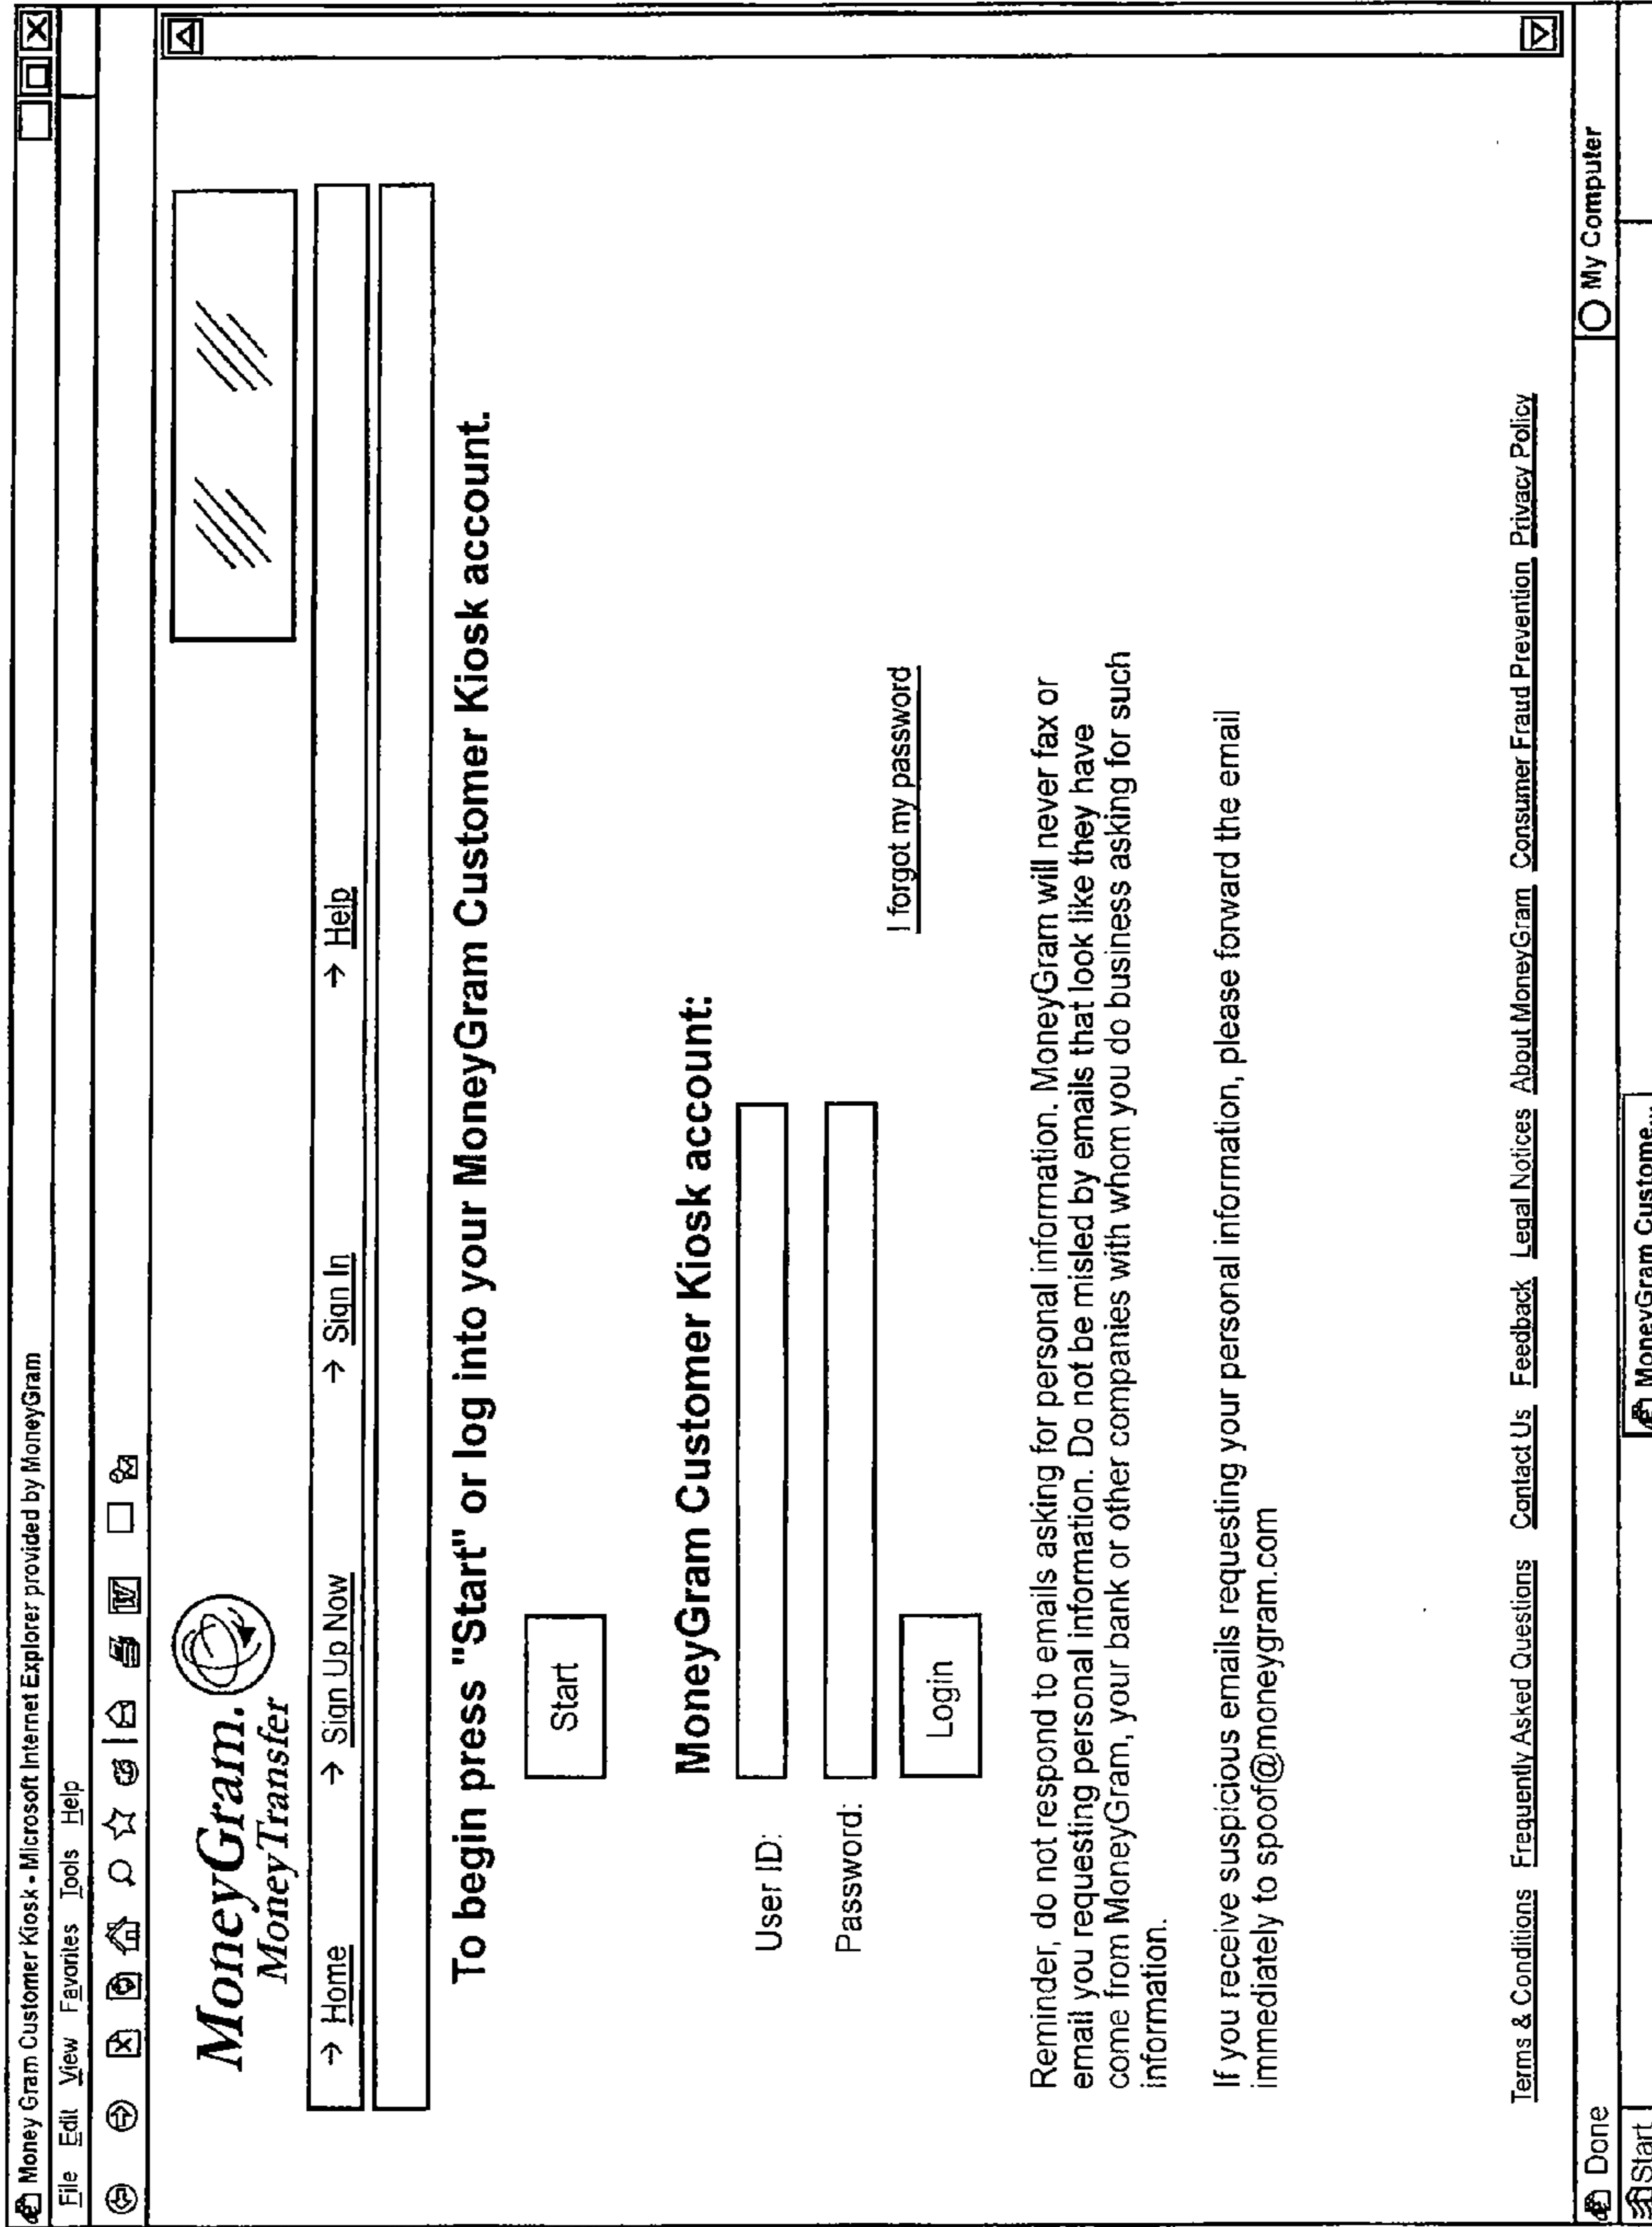 Money Gram Customer Kiosk - Microsoft Internet Explorer provided by MoneyGram
File Edit View Favorites Tools Help
MoneyGram.
MoneyTransfer
→ Home → Sign Up Now → Sign In → Help
To begin press "Start" or log into your MoneyGram Customer Kiosk account.
Start
MoneyGram Customer Kiosk account:
User ID:
Password:
I forgot my password
Login
Reminder, do not respond to emails asking for personal information. MoneyGram will never fax or
email you requesting personal information. Do not be misled by emails that look like they have
come from MoneyGram, your bank or other companies with whom you do business asking for such
information.
If you receive suspicious emails requesting your personal information, please forward the email
immediately to spoof@moneygram.com
Terms & Conditions Frequently Asked Questions Contact Us Feedback Legal Notices About MoneyGram Consumer Fraud Prevention Privacy Policy
Done My Computer
Start MoneyGram Custome...